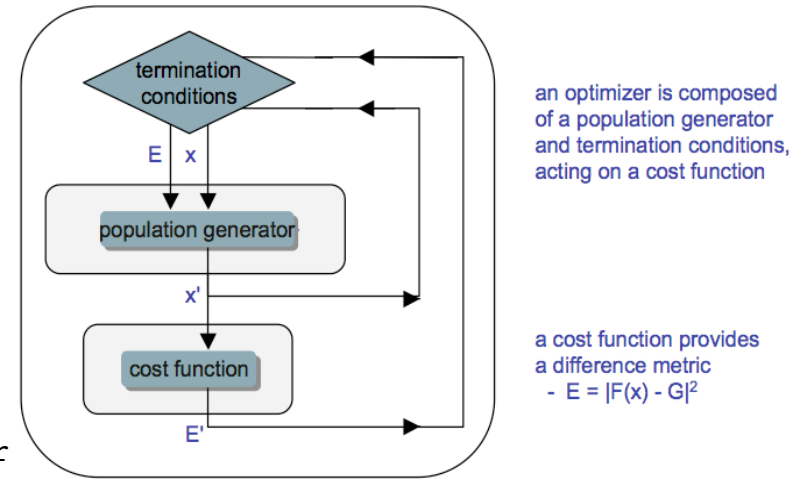 termination
conditions
E x
population generator
x'
cost function
E'
an optimizer is composed
of a population generator
and termination conditions,
acting on a cost function
a cost function provides
a difference metric
- E = |F(x) - G|²